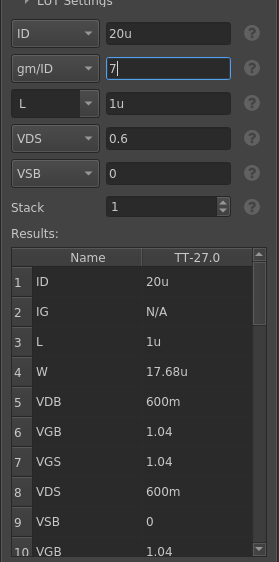 LUT Settings
ID 20u ?
gm/ID 7 ?
L 1u ?
VDS 0.6 ?
VSB 0 ?
Stack 1 ?
Results:
Name TT-27.0
1 ID 20u
2 IG N/A
3 L 1u
4 W 17.68u
5 VDB 600m
6 VGB 1.04
7 VGS 1.04
8 VDS 600m
9 VSB 0
10 VGB 1.04